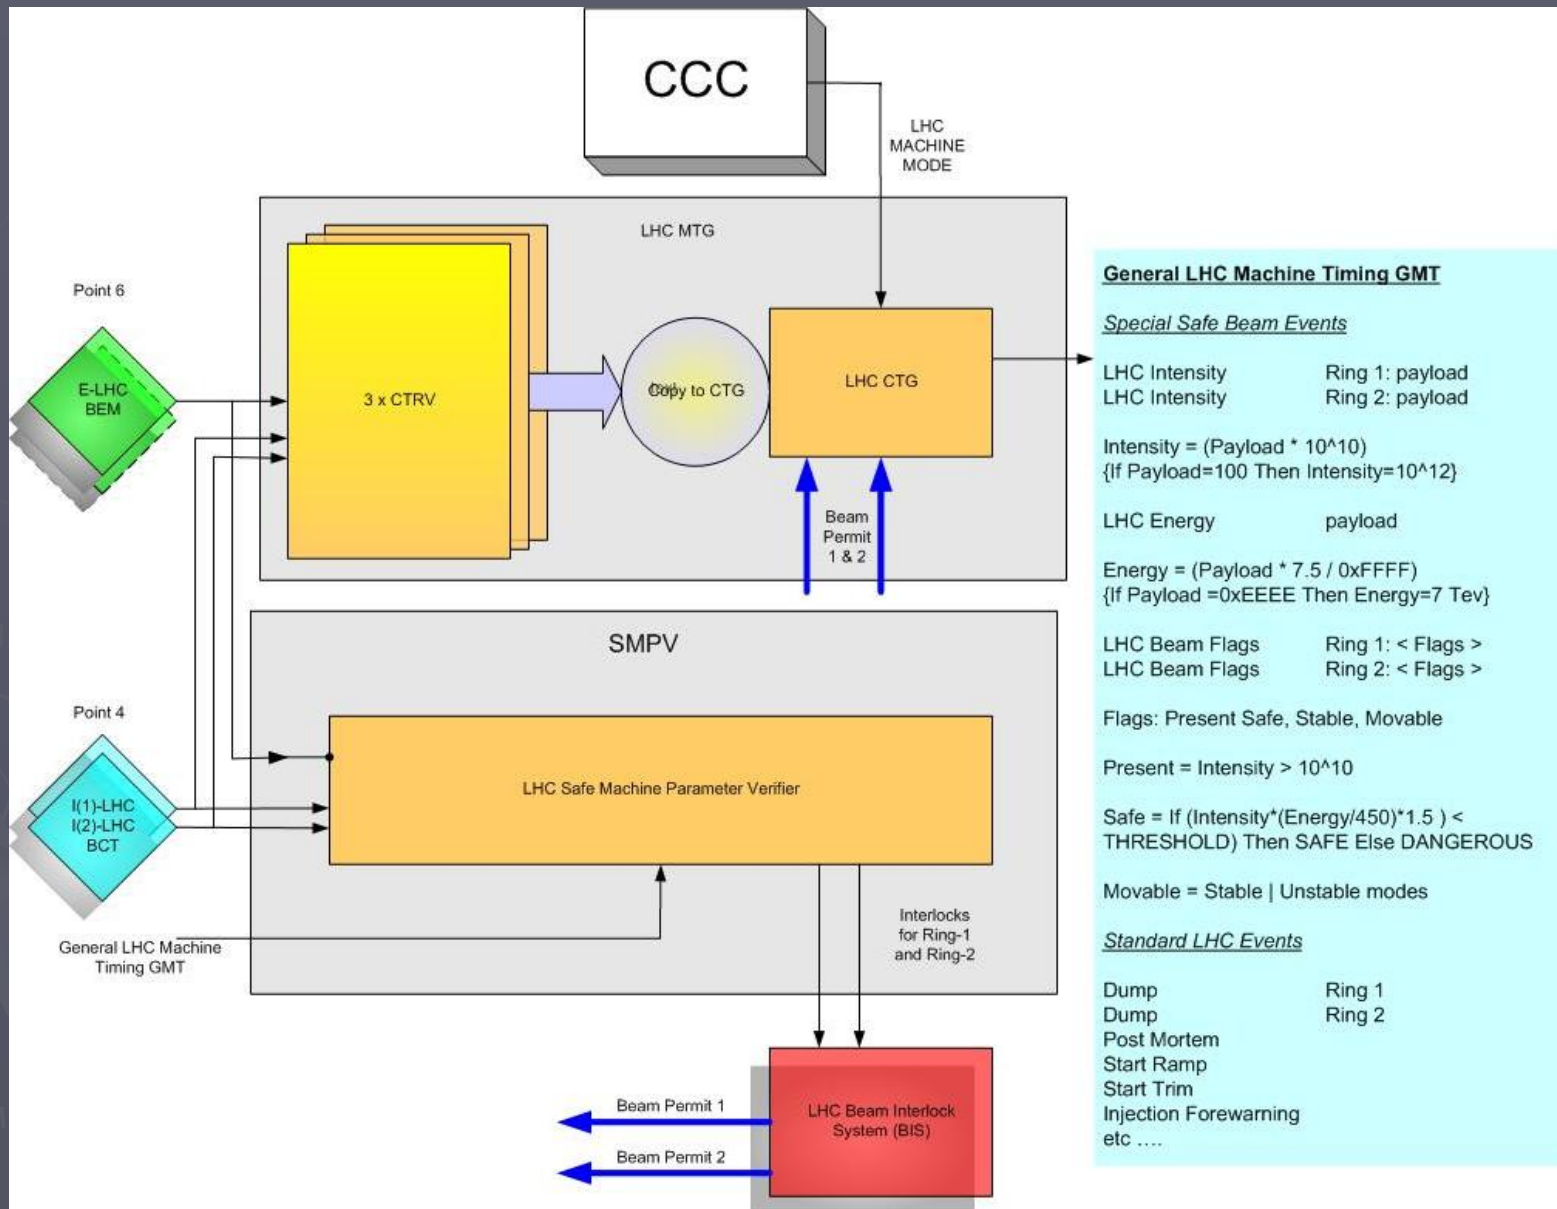 CCC
LHC
MACHINE
MODE
LHC MTG
Point 6
E-LHC
BEM
3 x CTRV
Copy to CTG
LHC CTG
Beam
Permit
1 & 2
SMPV
Point 4
I(1)-LHC
I(2)-LHC
BCT
LHC Safe Machine Parameter Verifier
General LHC Machine
Timing GMT
Interlocks
for Ring-1
and Ring-2
LHC Beam Interlock
System (BIS)
Beam Permit 1
Beam Permit 2
General LHC Machine Timing GMT
Special Safe Beam Events
LHC Intensity Ring 1: payload
LHC Intensity Ring 2: payload
Intensity = (Payload * 10^10)
{If Payload=100 Then Intensity=10^12}
LHC Energy payload
Energy = (Payload * 7.5 / 0xFFFF)
{If Payload =0xEEEE Then Energy=7 Tev}
LHC Beam Flags Ring 1: < Flags >
LHC Beam Flags Ring 2: < Flags >
Flags: Present Safe, Stable, Movable
Present = Intensity > 10^10
Safe = If (Intensity*(Energy/450)*1.5 ) <
THRESHOLD) Then SAFE Else DANGEROUS
Movable = Stable | Unstable modes
Standard LHC Events
Dump Ring 1
Dump Ring 2
Post Mortem
Start Ramp
Start Trim
Injection Forewarning
etc ....